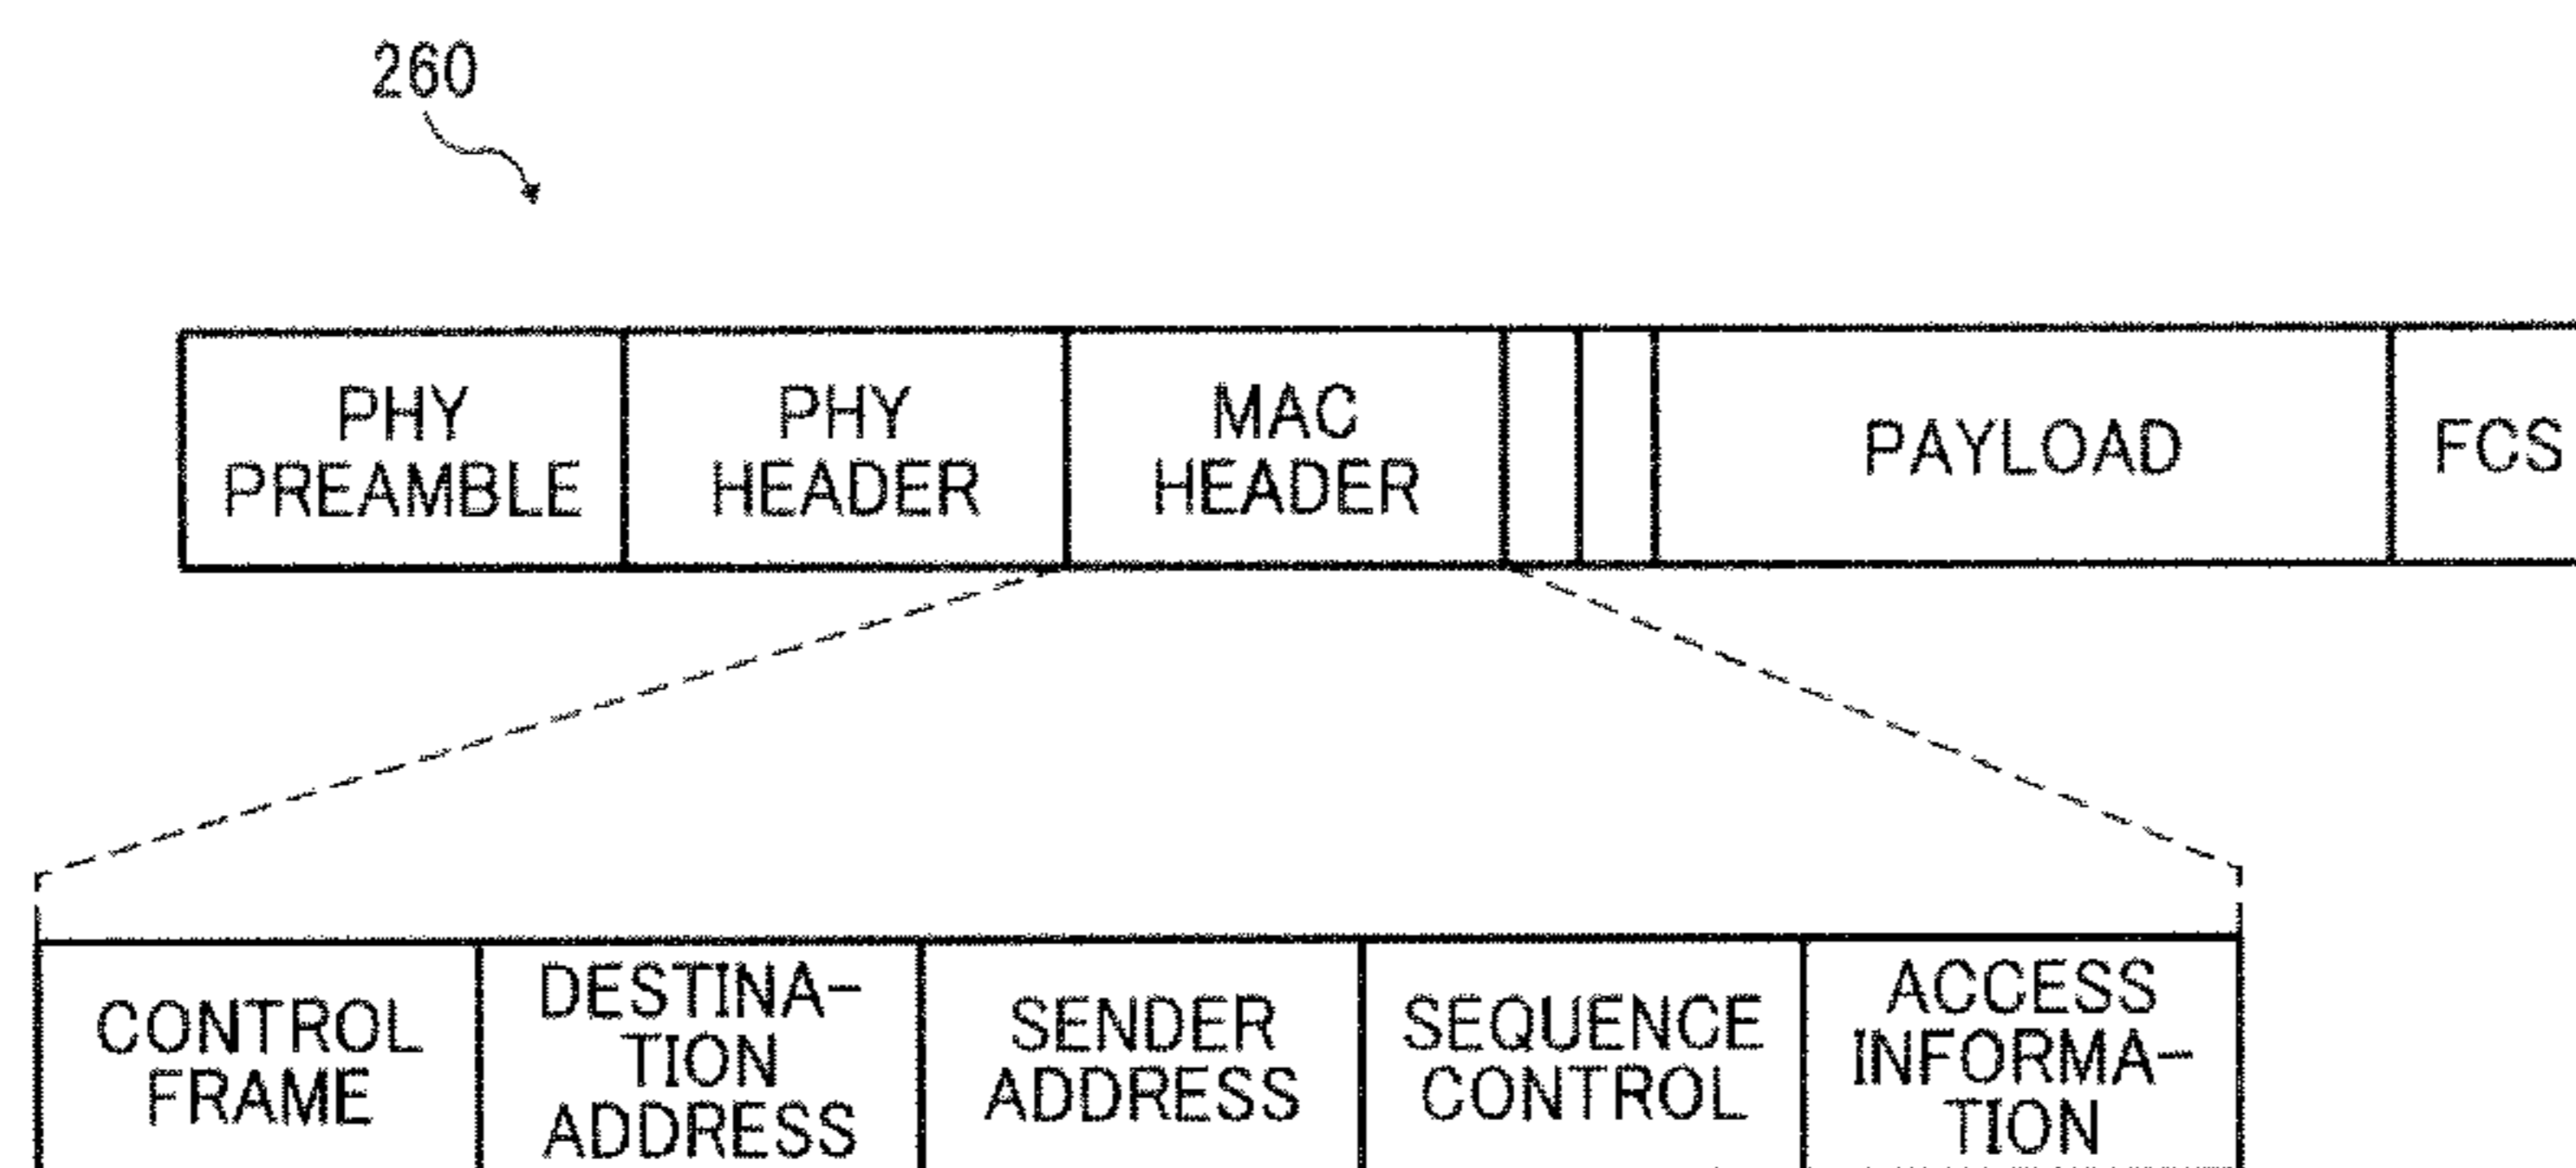 260
PHY
PREAMBLE
PHY
HEADER
MAC
HEADER
PAYLOAD
FCS
CONTROL
FRAME
DESTINA-
TION
ADDRESS
SENDER
ADDRESS
SEQUENCE
CONTROL
ACCESS
INFORMA-
TION